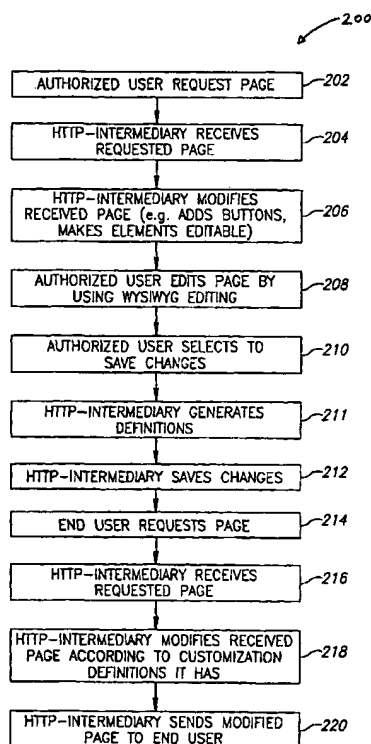 200
AUTHORIZED USER REQUEST PAGE
202
HTTP-INTERMEDIARY RECEIVES
REQUESTED PAGE
204
HTTP-INTERMEDIARY MODIFIES
RECEIVED PAGE (e.g. ADDS BUTTONS,
MAKES ELEMENTS EDITABLE)
206
AUTHORIZED USER EDITS PAGE BY
USING WYSIWYG EDITING
208
AUTHORIZED USER SELECTS TO
SAVE CHANGES
210
HTTP-INTERMEDIARY GENERATES
DEFINITIONS
211
HTTP-INTERMEDIARY SAVES CHANGES
212
END USER REQUESTS PAGE
214
HTTP-INTERMEDIARY RECEIVES
REQUESTED PAGE
216
HTTP-INTERMEDIARY MODIFIES RECEIVED
PAGE ACCORDING TO CUSTOMIZATION
DEFINITIONS IT HAS
218
HTTP-INTERMEDIARY SENDS MODIFIED
PAGE TO END USER
220